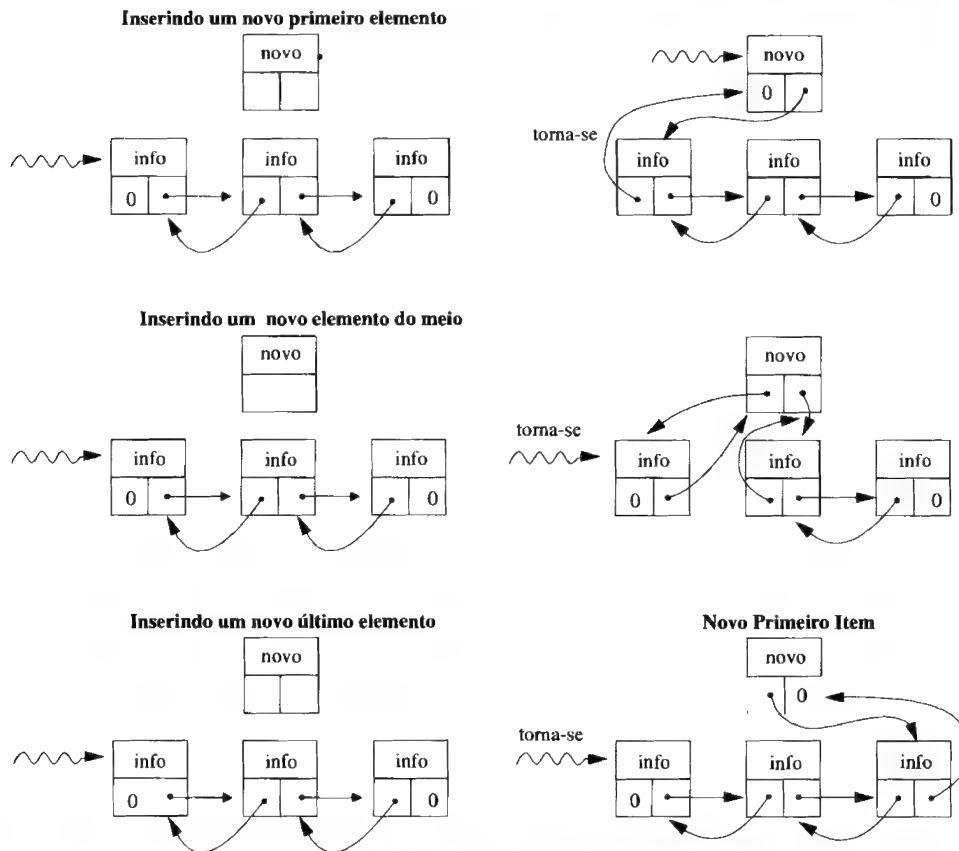 Inserindo um novo primeiro elemento
novo
info info info
0 0
novo
0
torna-se
info info info
0
Inserindo um novo elemento do meio
novo
info info info
0 0
novo
torna-se
info info info
0 0
Inserindo um novo último elemento
novo
info info info
0 0
Novo Primeiro Item
novo
0
torna-se
info info info
0